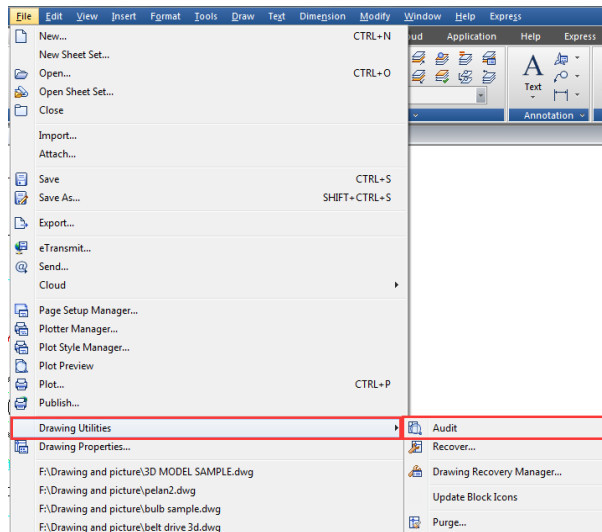 File Edit View Insert Format Tools Draw Text Dimension Modify Window Help Express
New... CTRL+N
Application Help Express
New Sheet Set...
Open... CTRL+O
Open Sheet Set...
Text
Close
Annotation
Import...
Attach...
Save CTRL+S
Save As... SHIFT+CTRL+S
Export...
eTransmit...
Send...
Cloud
Page Setup Manager...
Plotter Manager...
Plot Style Manager...
Plot Preview
Plot... CTRL+P
Publish...
Drawing Utilities
Audit
Drawing Properties...
Recover...
F:\Drawing and picture\3D MODEL SAMPLE.dwg
Drawing Recovery Manager...
F:\Drawing and picture\pelan2.dwg
Update Block Icons
F:\Drawing and picture\bulb sample.dwg
F:\Drawing and picture\belt drive 3d.dwg
Purge...